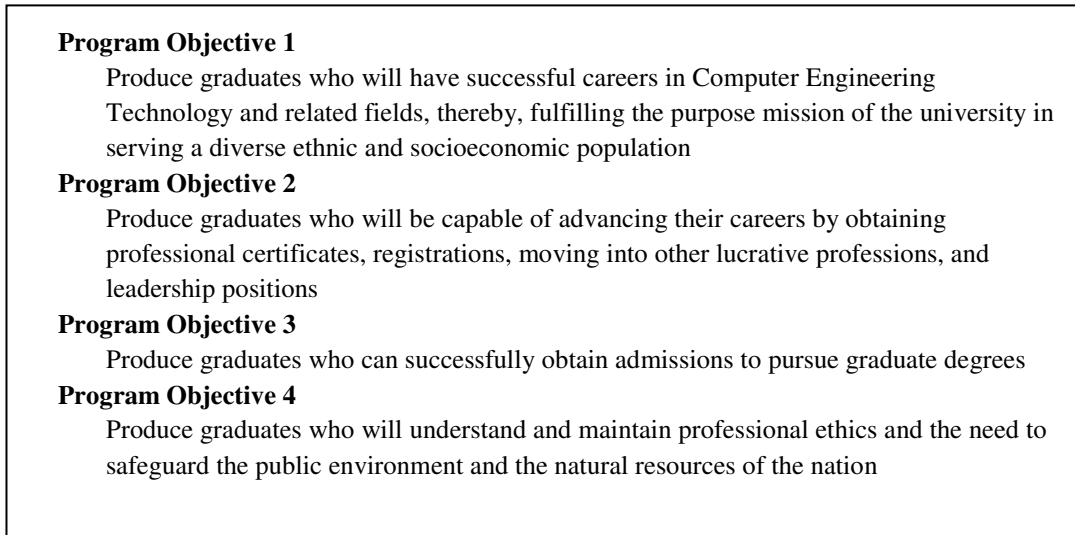 Program Objective 1
Produce graduates who will have successful careers in Computer Engineering
Technology and related fields, thereby, fulfilling the purpose mission of the university in
serving a diverse ethnic and socioeconomic population
Program Objective 2
Produce graduates who will be capable of advancing their careers by obtaining
professional certificates, registrations, moving into other lucrative professions, and
leadership positions
Program Objective 3
Produce graduates who can successfully obtain admissions to pursue graduate degrees
Program Objective 4
Produce graduates who will understand and maintain professional ethics and the need to
safeguard the public environment and the natural resources of the nation